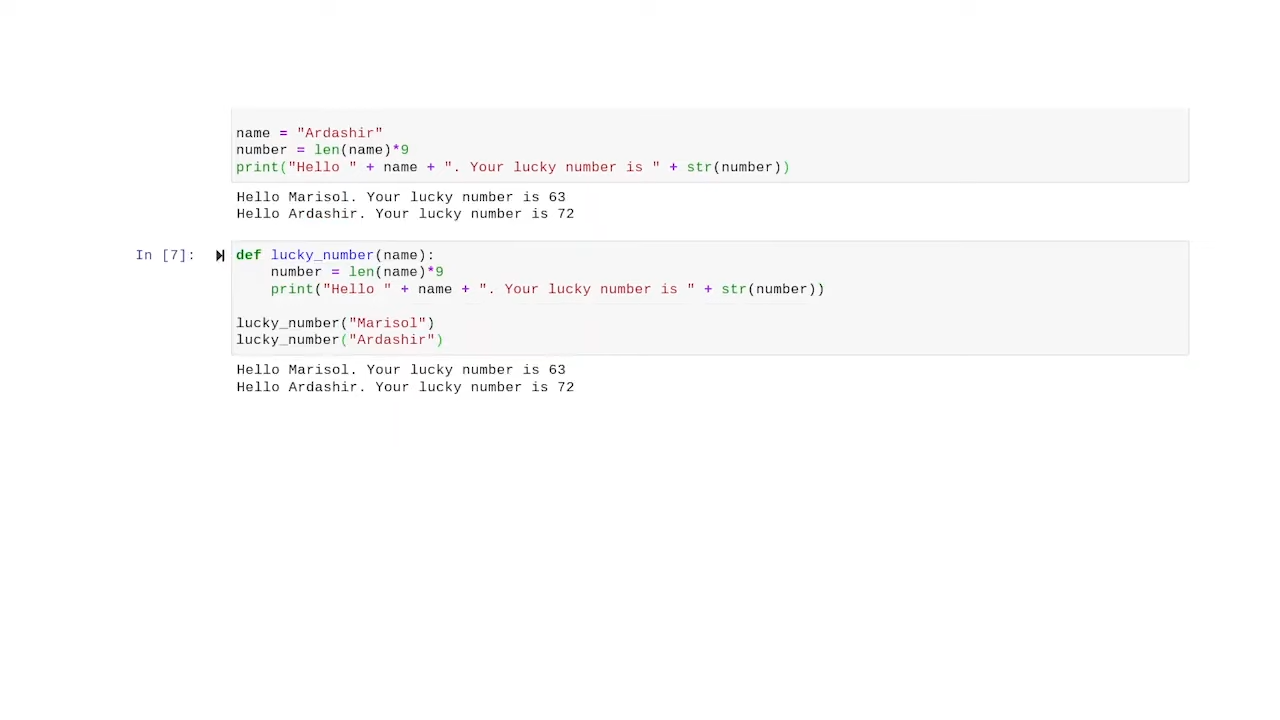 name = "Ardashir"
number = len(name)*9
print("Hello " + name + ". Your lucky number is " + str(number))
Hello Marisol. Your lucky number is 63
Hello Ardashir. Your lucky number is 72
In [7]: def lucky_number(name):
    number = len(name)*9
    print("Hello " + name + ". Your lucky number is " + str(number))
lucky_number("Marisol")
lucky_number("Ardashir")
Hello Marisol. Your lucky number is 63
Hello Ardashir. Your lucky number is 72